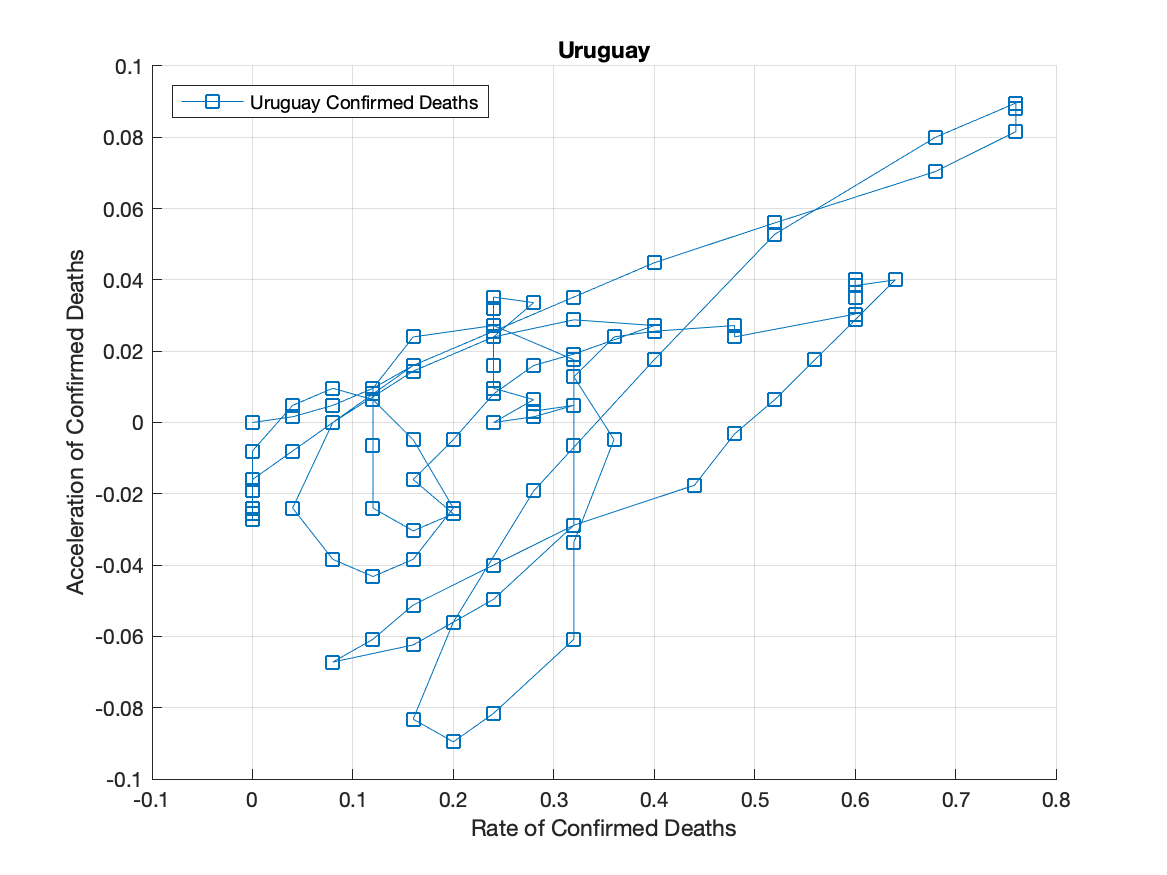 Uruguay
Uruguay Confirmed Deaths
Acceleration of Confirmed Deaths
0.1
0.08
0.06
0.04
0.02
0
-0.02
-0.04
-0.06
-0.08
-0.1
-0.1 0 0.1 0.2 0.3 0.4 0.5 0.6 0.7 0.8
Rate of Confirmed Deaths